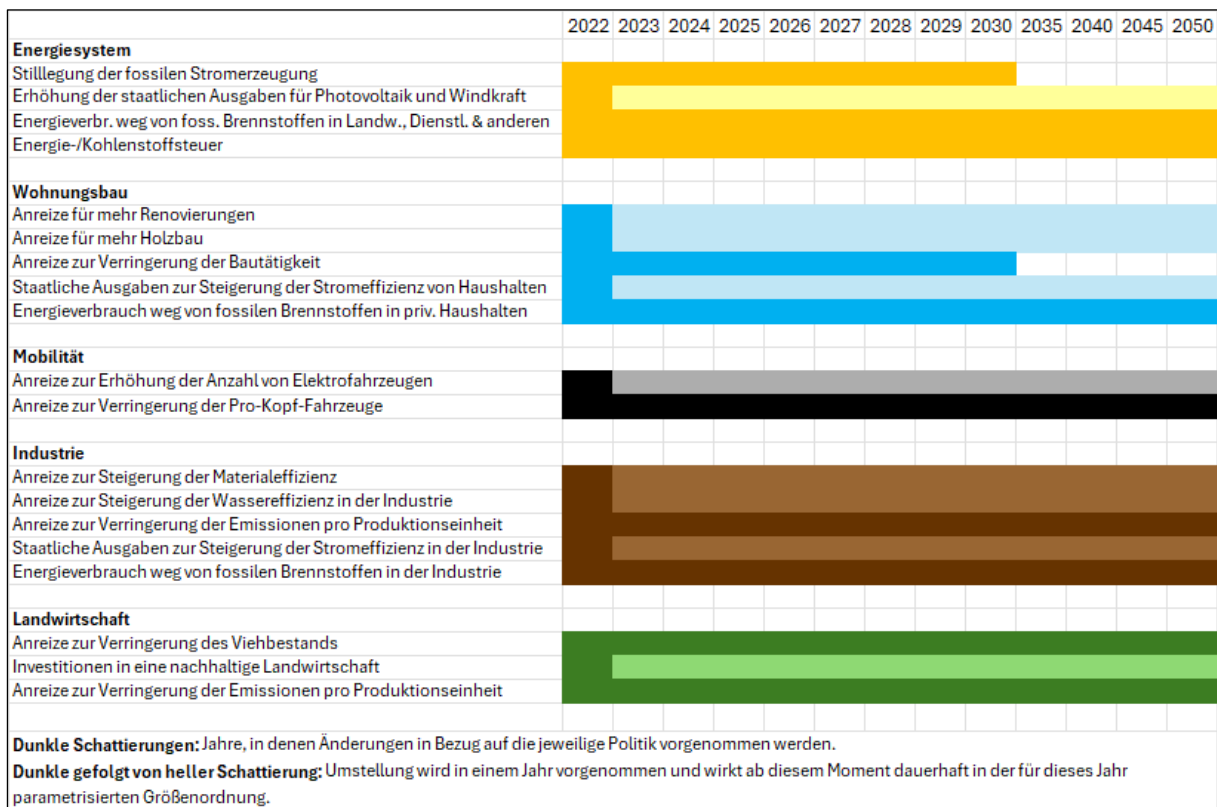 2022 2023 2024 2025 2026 2027 2028 2029 2030 2035 2040 2045 2050
Energiesystem
Stilllegung der fossilen Stromerzeugung
Erhöhung der staatlichen Ausgaben für Photovoltaik und Windkraft
Energieverbr. weg von foss. Brennstoffen in Landw., Dienstl. & anderen
Energie-/Kohlenstoffsteuer
Wohnungsbau
Anreize für mehr Renovierungen
Anreize für mehr Holzbau
Anreize zur Verringerung der Bautätigkeit
Staatliche Ausgaben zur Steigerung der Stromeffizienz von Haushalten
Energieverbrauch weg von fossilen Brennstoffen in priv. Haushalten
Mobilität
Anreize zur Erhöhung der Anzahl von Elektrofahrzeugen
Anreize zur Verringerung der Pro-Kopf-Fahrzeuge
Industrie
Anreize zur Steigerung der Materialeffizienz
Anreize zur Steigerung der Wassereffizienz in der Industrie
Anreize zur Verringerung der Emissionen pro Produktionseinheit
Staatliche Ausgaben zur Steigerung der Stromeffizienz in der Industrie
Energieverbrauch weg von fossilen Brennstoffen in der Industrie
Landwirtschaft
Anreize zur Verringerung des Viehbestands
Investitionen in eine nachhaltige Landwirtschaft
Anreize zur Verringerung der Emissionen pro Produktionseinheit
Dunkle Schattierungen: Jahre, in denen Änderungen in Bezug auf die jeweilige Politik vorgenommen werden.
Dunkle gefolgt von heller Schattierung: Umstellung wird in einem Jahr vorgenommen und wirkt ab diesem Moment dauerhaft in der für dieses Jahr
parametrisierten Größenordnung.